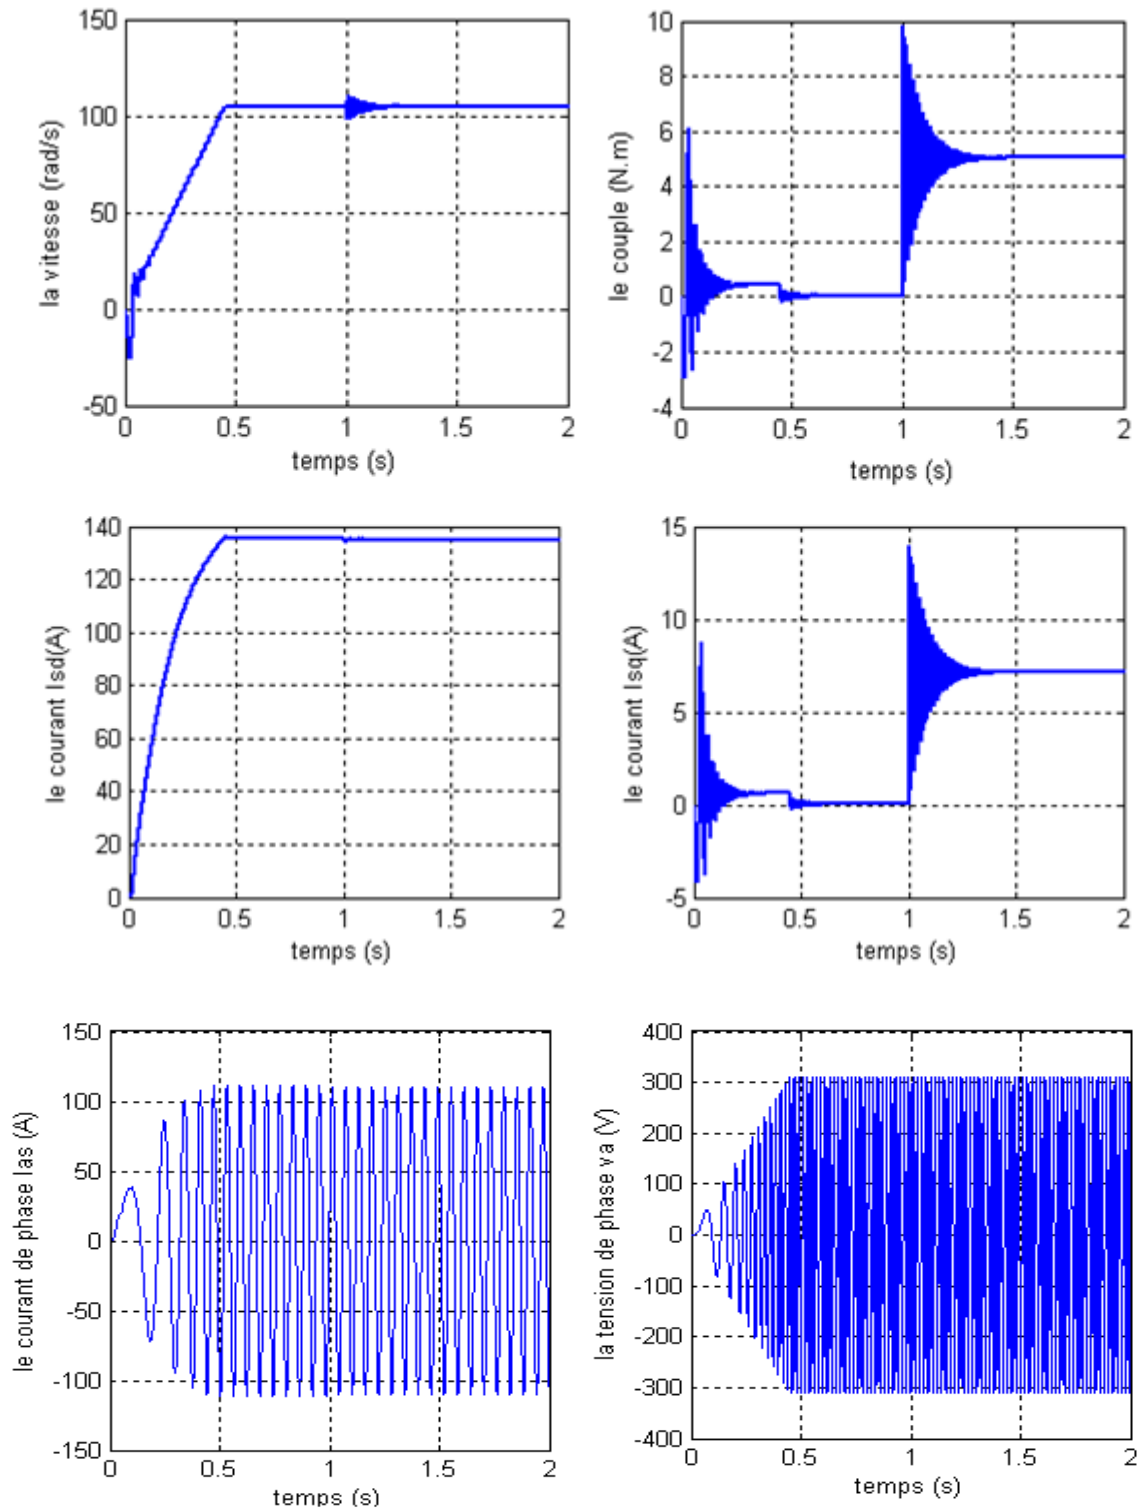 150
100
50
0
-50
la vitesse (rad/s)
0 0.5 1 1.5 2
temps (s)
10
8
6
4
2
0
-2
-4
le couple (N.m)
0 0.5 1 1.5 2
temps (s)
140
120
100
80
60
40
20
0
le courant Isd(A)
0 0.5 1 1.5 2
temps (s)
15
10
5
0
-5
le courant Isq(A)
0 0.5 1 1.5 2
temps (s)
150
100
50
0
-50
-100
-150
le courant de phase Ias (A)
0 0.5 1 1.5 2
temps (s)
400
300
200
100
0
-100
-200
-300
-400
la tension de phase va (V)
0 0.5 1 1.5 2
temps (s)